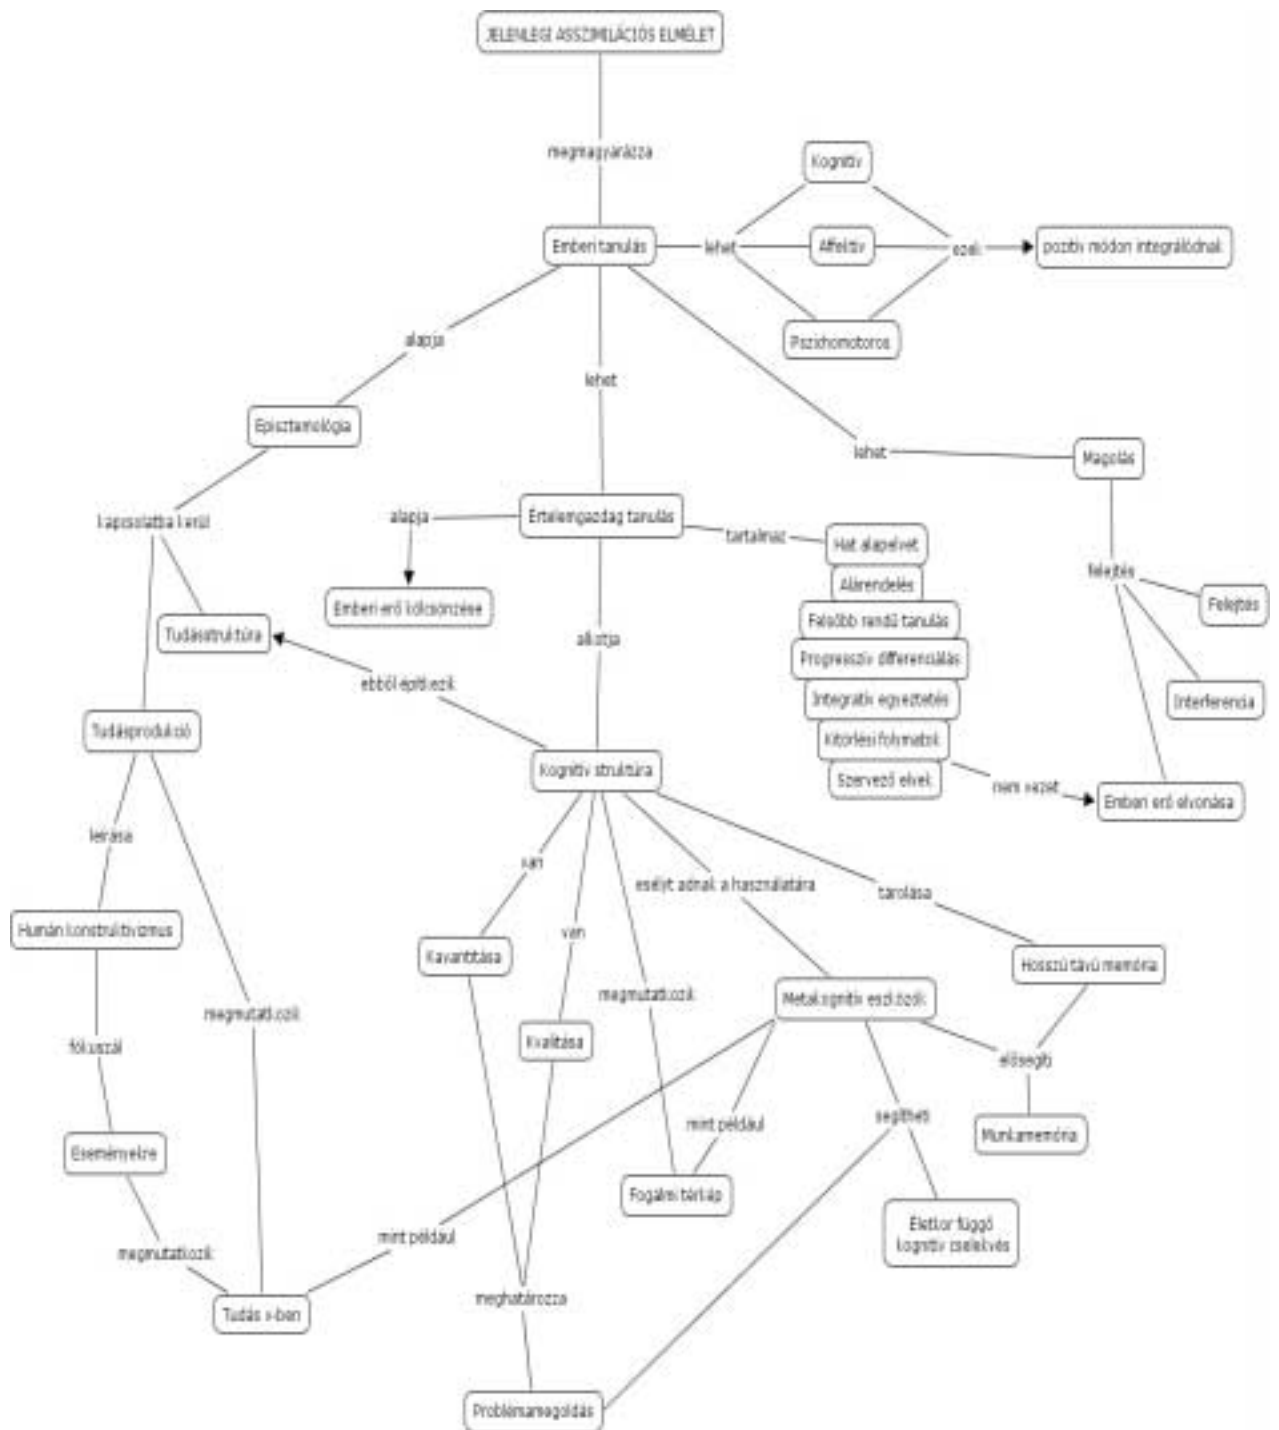 JELENLEGI ASSZIMILÁCIÓS ELMÉLET
megmagyarázza
Kognitív
Emberi tanulás
lehet
Affektív
ezek
pozitív módon integrálódnak
Pszichomotoros
alapja
lehet
Episztemológia
lehet
Magolás
kapcsolatba kerül
alapja
Értelemgazdag tanulás
tartalmaz
Hat alapelvet
felejtés
Alárendelés
Emberi erő kölcsönzése
Felejtés
Felsőbb rendű tanulás
Tudásstruktúra
alkotja
Progresszív differenciálás
ebből építkezik
Integratív egyeztetés
Interferencia
Tudásprodukció
Kitörlési folymatok
Kognitív struktúra
Szervező elvek
nem vezet
Emberi erő elvonása
leírása
van
esélyt adnak a használatára
tárolása
Humán konstruktivizmus
van
Kavantitása
Hosszú távú memória
megmutatkozik
Metakognitív eszközök
megmutatkozik
fókuszál
Kvalitása
elősegíti
mint például
segítheti
Munkamemória
Eseményekre
Fogalmi térkép
Életkor függő
kognitív cselekvés
mint például
megmutatkozik
meghatározza
Tudás v-ben
Problémamegoldás